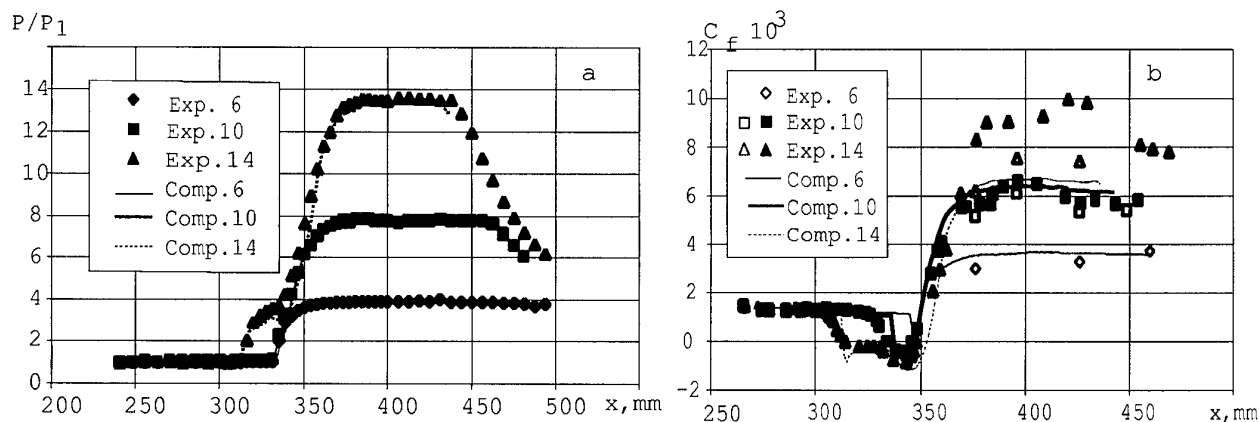 P/P1
a
14
12
10
8
6
4
2
0
Exp. 6
Exp.10
Exp.14
Comp.6
Comp.10
Comp.14
200 250 300 350 400 450 500 x,mm
C f 10 3
b
12
10
8
6
4
2
0
-2
Exp. 6
Exp.10
Exp.14
Comp.6
Comp.10
Comp.14
250 300 350 400 450 x,mm